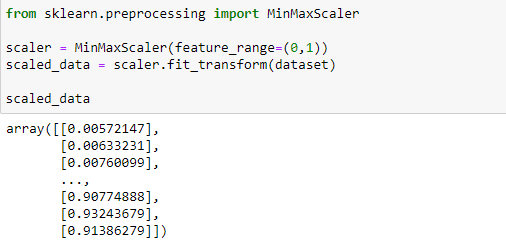 from sklearn.preprocessing import MinMaxScaler
scaler = MinMaxScaler(feature_range=(0,1))
scaled_data = scaler.fit_transform(dataset)
scaled_data
array([[0.00572147],
[0.00633231],
[0.00760099],
...,
[0.90774888],
[0.93243679],
[0.91386279]])